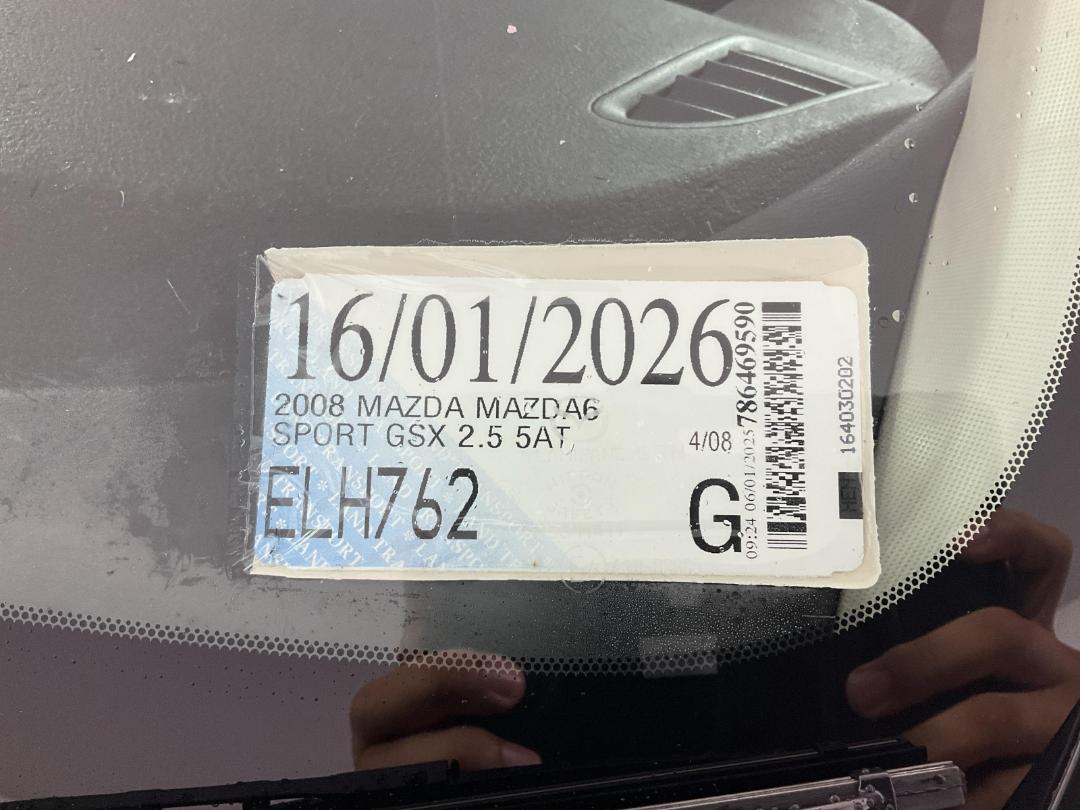 16/01/2026
2008 MAZDA MAZDA6
SPORT GSX 2.5 5AT
4/08
ELH762
G
09:24 06/01/2025
786469590
164030202